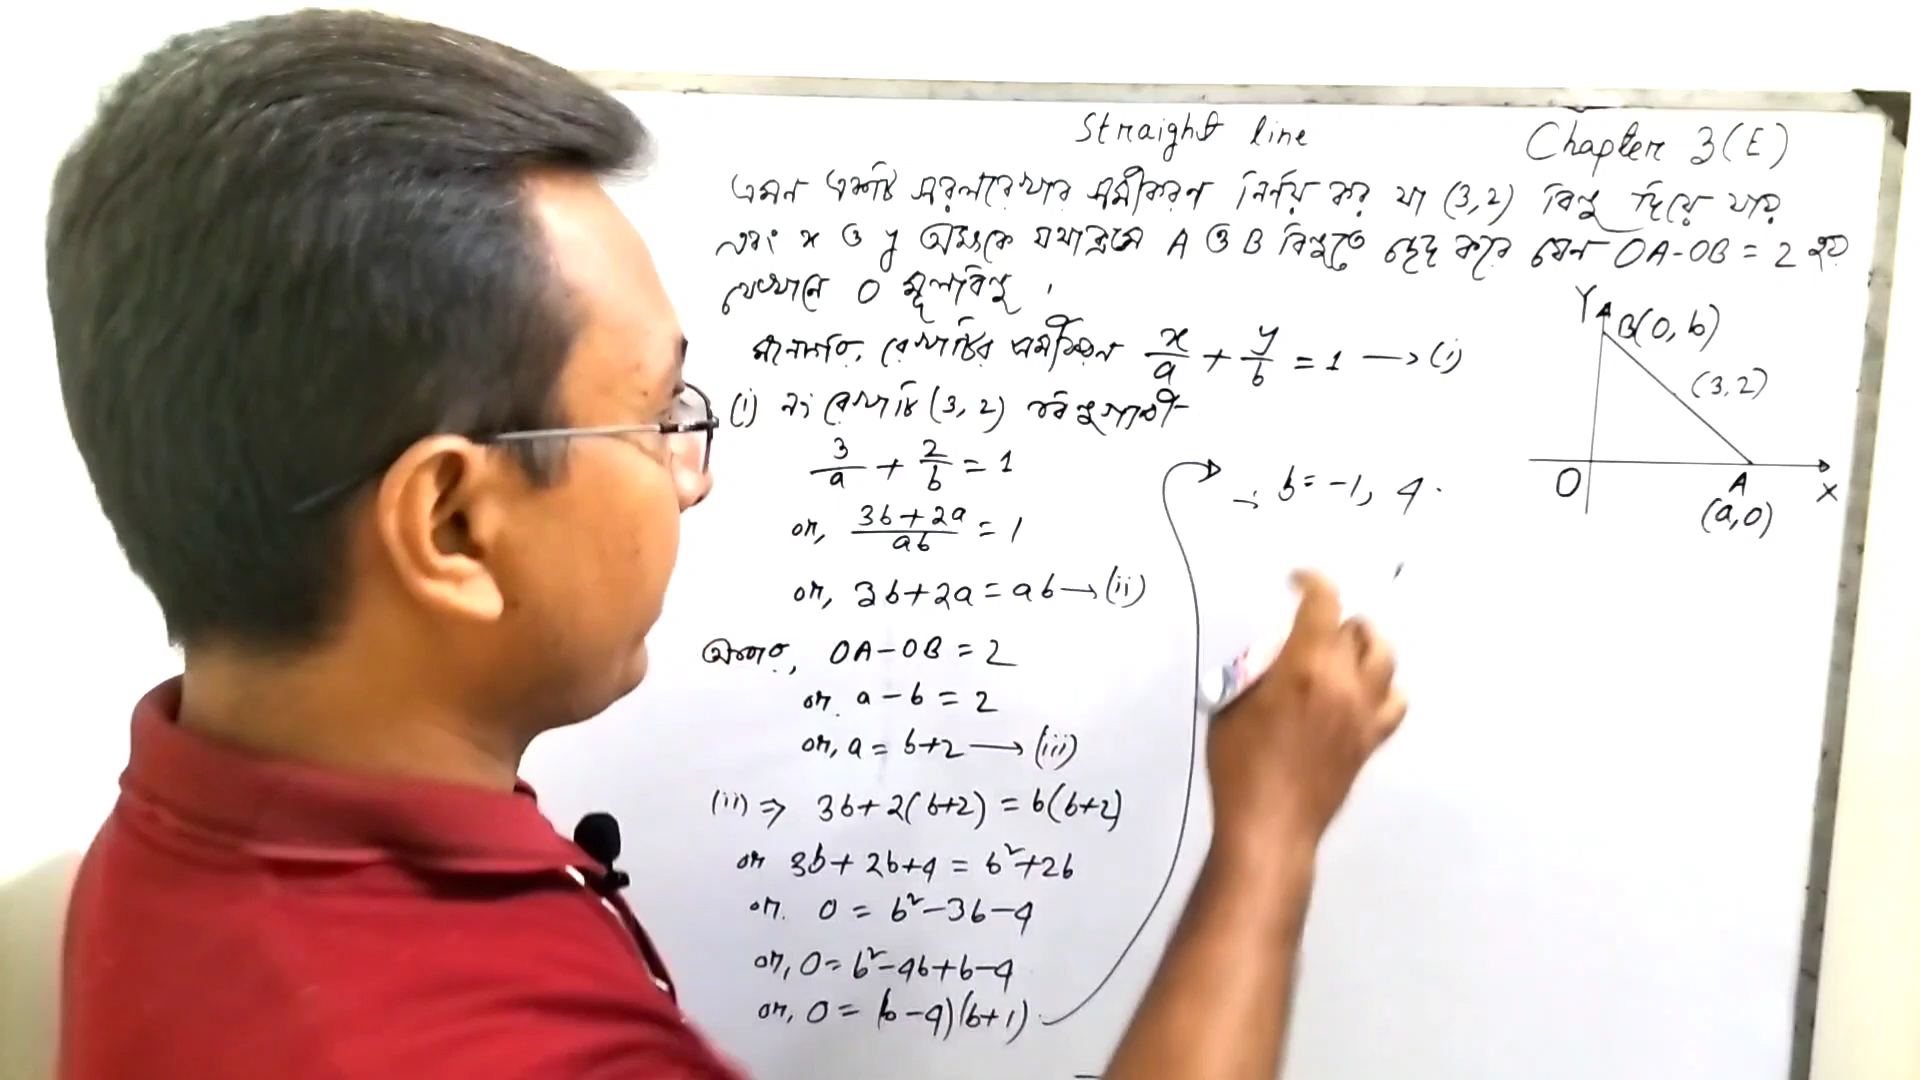 Straight line
Chapter 3(E)
এমন একটি সরলরেখার সমীকরন নির্নয় কর যা (3,2) বিন্দু দিয়ে যায়
এবং x ও y অক্ষকে যথাক্রমে A ও B বিন্দুতে ছেদ করে যেন OA-OB = 2 হয়
যেখানে O মূলবিন্দু ।
মনেকরি, রেখাটির সমীকরন x/a + y/b = 1 → (i)
(i) নং রেখাটি (3, 2) বিন্দুগামী-
3/a + 2/b = 1
or, (3b+2a)/ab = 1
or, 3b+2a = ab → (ii)
OA-OB = 2
or. a - b = 2
or, a = b+2 → (iii)
(ii) ⇒ 3b+2(b+2) = b(b+2)
or 3b+2b+4 = b²+2b
or. 0 = b²-3b-4
or, 0 = b²-4b+b-4
or, 0 = (b-4)(b+1)
∴ b = -1, 4.
Y
B(0, b)
(3,2)
O
A
X
(a,0)